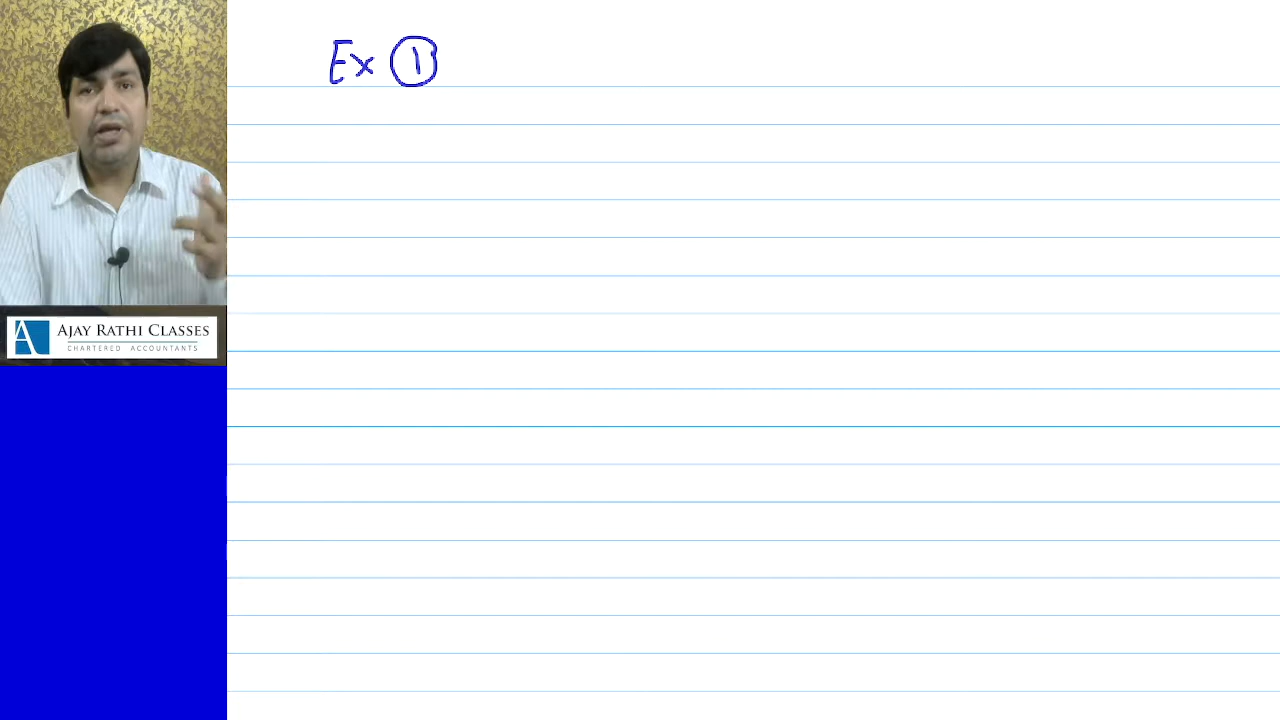 Ex ①
AJAY RATHI CLASSES
CHARTERED ACCOUNTANTS